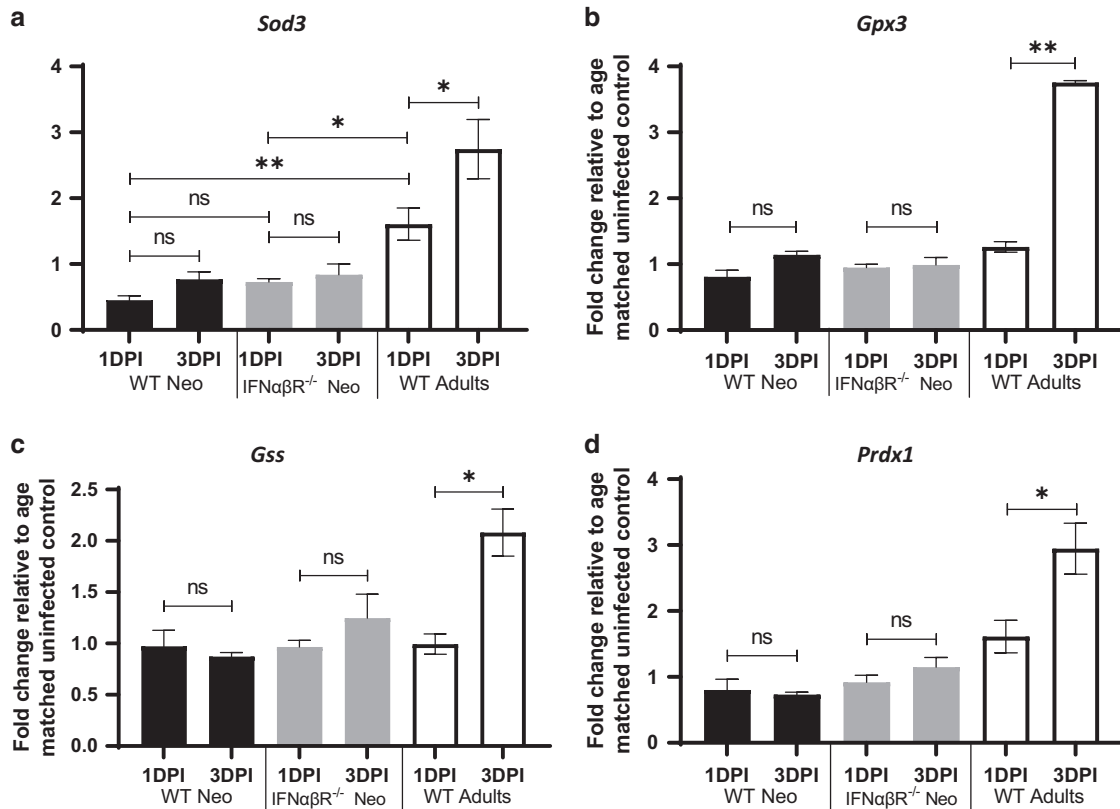 a
Sod3
4
3
2
1
0
**
ns
ns
*
ns
*
1DPI 3DPI 1DPI 3DPI 1DPI 3DPI
WT Neo IFNαβR-/- Neo WT Adults
b
Gpx3
Fold change relative to age
matched uninfected control
4
3
2
1
0
ns
ns
**
1DPI 3DPI 1DPI 3DPI 1DPI 3DPI
WT Neo IFNαβR-/- Neo WT Adults
c
Gss
Fold change relative to age
matched uninfected control
2.5
2.0
1.5
1.0
0.5
0.0
ns
ns
*
1DPI 3DPI 1DPI 3DPI 1DPI 3DPI
WT Neo IFNαβR-/- Neo WT Adults
d
Prdx1
Fold change relative to age
matched uninfected control
4
3
2
1
0
ns
ns
*
1DPI 3DPI 1DPI 3DPI 1DPI 3DPI
WT Neo IFNαβR-/- Neo WT Adults